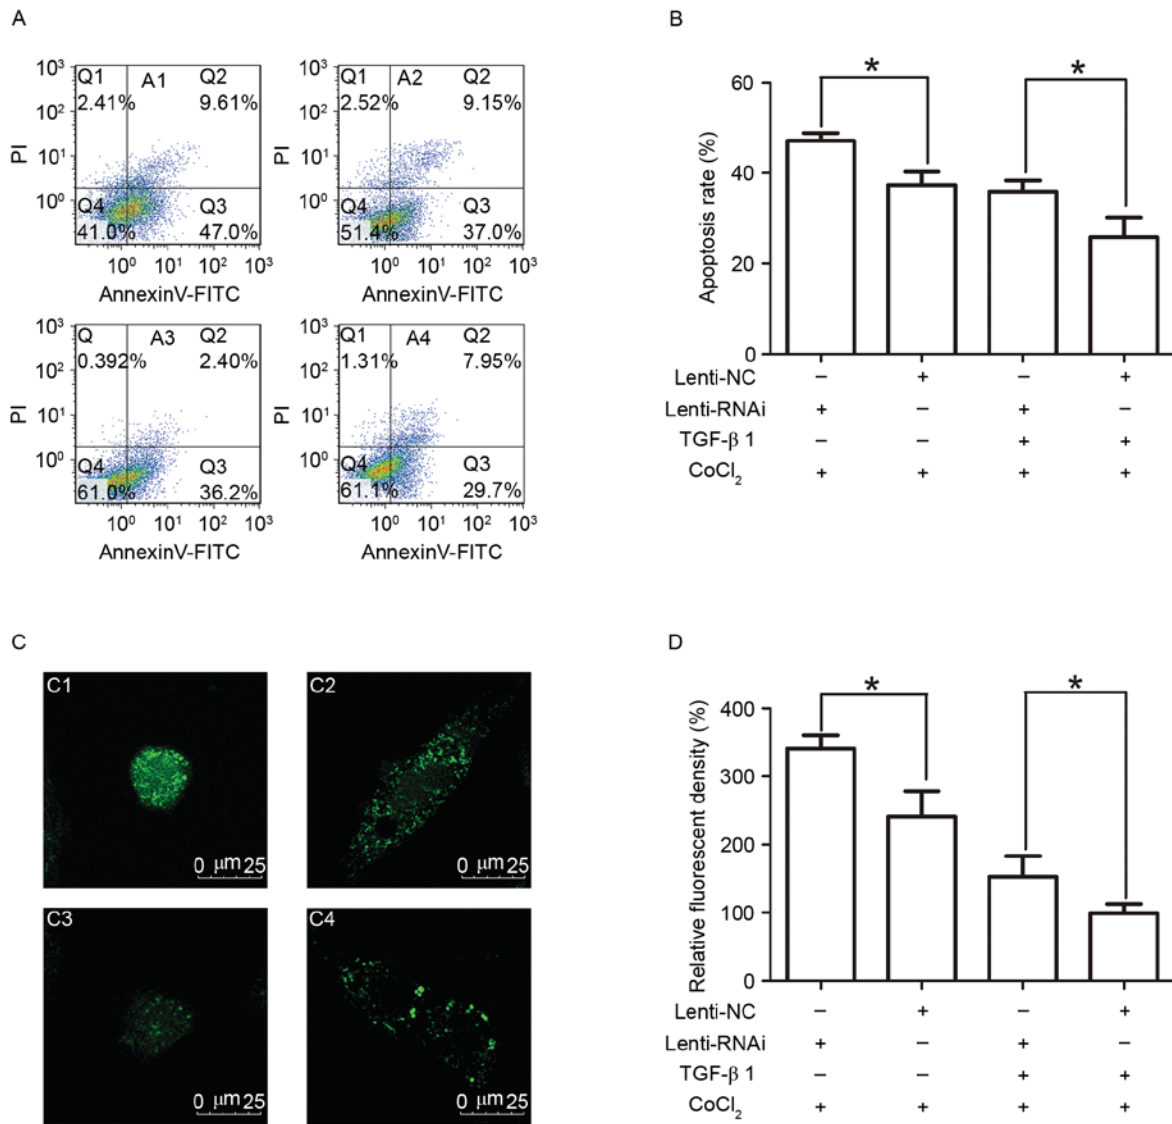 A
10³
10²
10¹
10⁰
PI
Q1
A1
Q2
2.41%
9.61%
Q4
Q3
41.0%
47.0%
10⁰ 10¹ 10² 10³
AnnexinV-FITC
10³
10²
10¹
10⁰
PI
Q1
A2
Q2
2.52%
9.15%
Q4
Q3
51.4%
37.0%
10⁰ 10¹ 10² 10³
AnnexinV-FITC
10³
10²
10¹
10⁰
PI
Q
A3
Q2
0.392%
2.40%
Q4
Q3
61.0%
36.2%
10⁰ 10¹ 10² 10³
AnnexinV-FITC
10³
10²
10¹
10⁰
PI
Q1
A4
Q2
1.31%
7.95%
Q4
Q3
61.1%
29.7%
10⁰ 10¹ 10² 10³
AnnexinV-FITC
B
Apoptosis rate (%)
60
40
20
0
* *
Lenti-NC − + − +
Lenti-RNAi + − + −
TGF-β 1 − − + +
CoCl₂ + + + +
C
C1
0 μm 25
C2
0 μm 25
C3
0 μm 25
C4
0 μm 25
D
Relative fluorescent density (%)
400
300
200
100
0
* *
Lenti-NC − + − +
Lenti-RNAi + − + −
TGF-β 1 − − + +
CoCl₂ + + + +